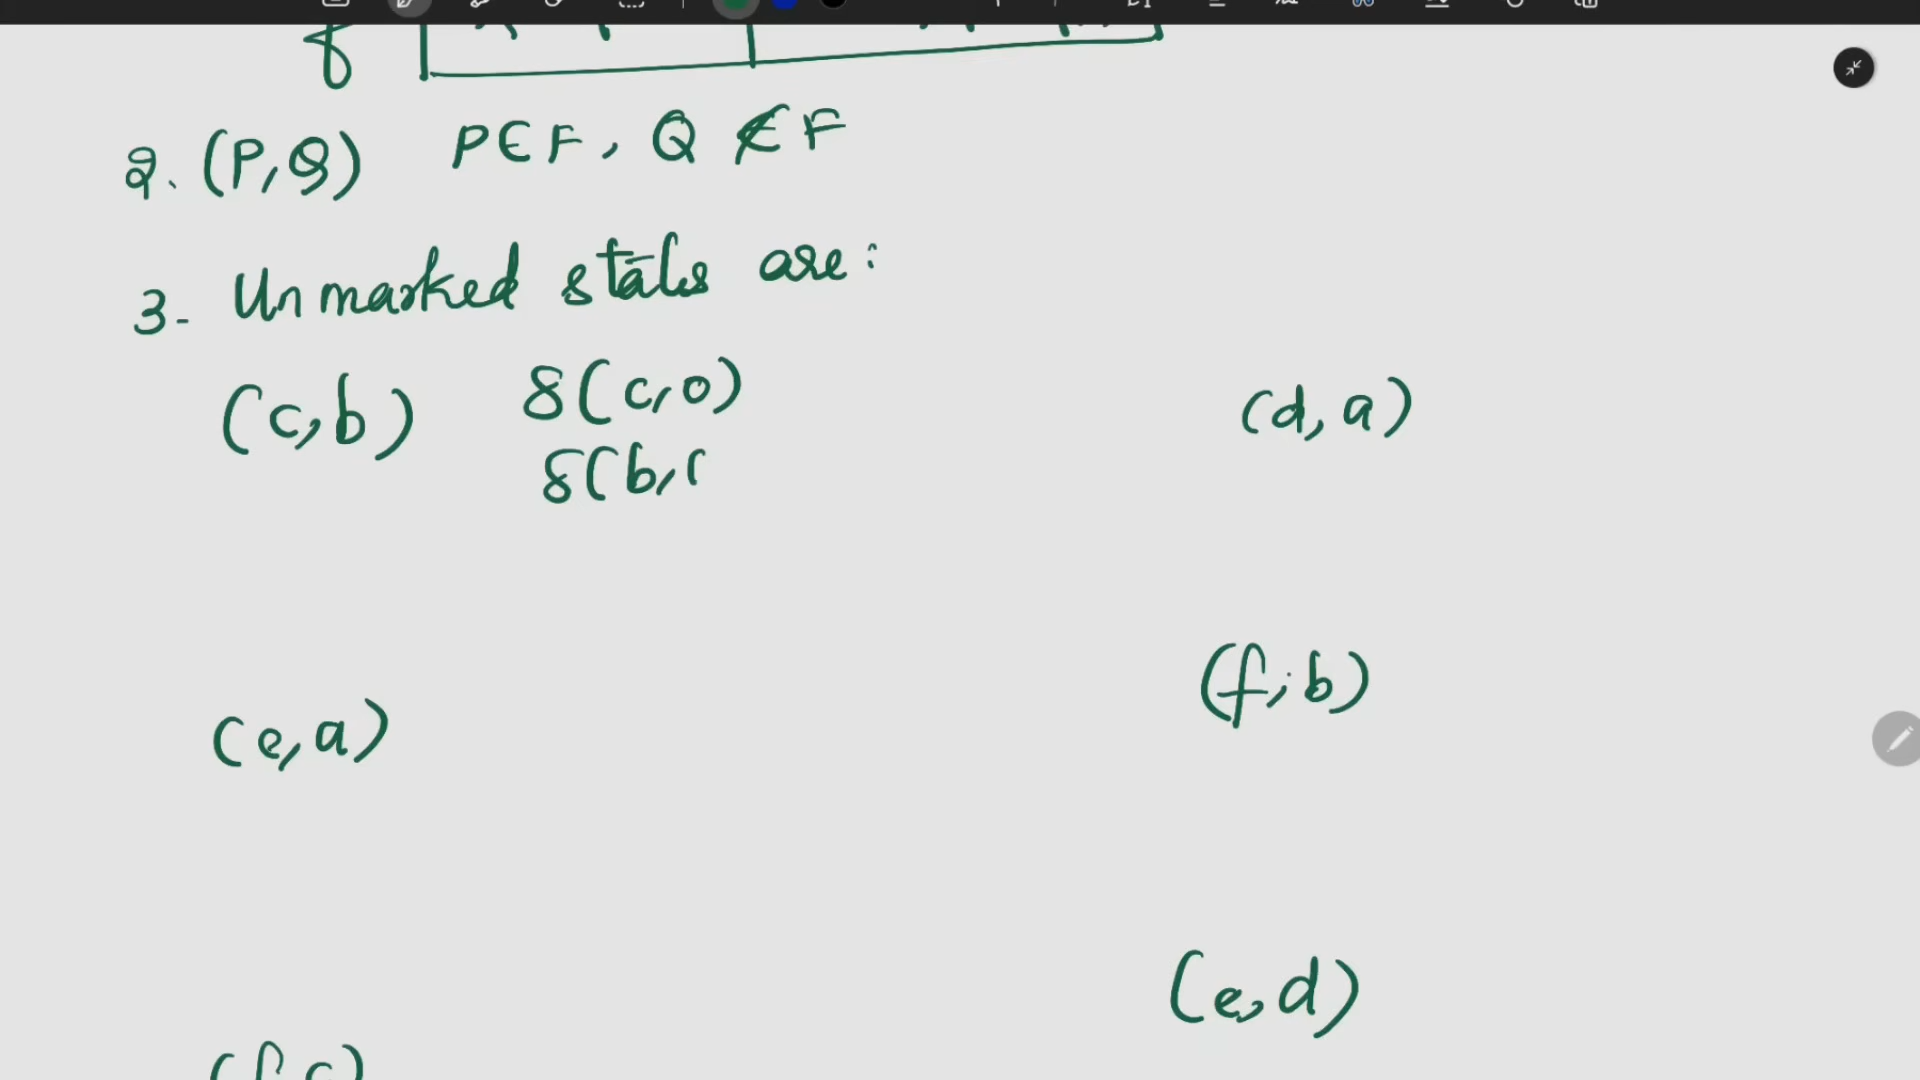 f
2. (P,Q) P∈F, Q∉F
3- Unmarked states are:
(c,b) δ(c,0) (d,a)
δ(b,
(f,b)
(e,a)
(e,d)
(f,c)